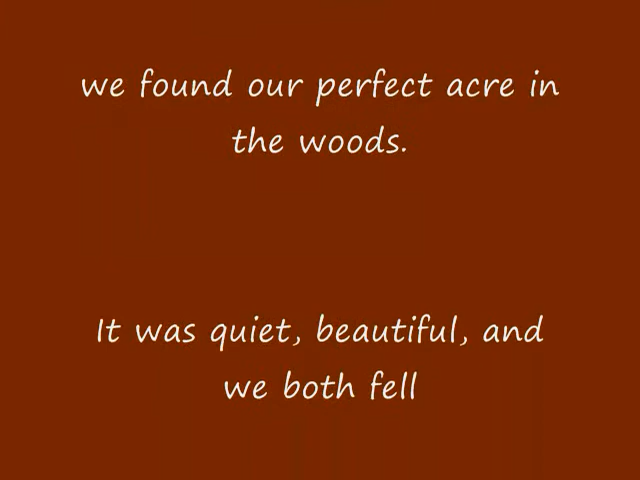 we found our perfect acre in
the woods.
It was quiet, beautiful, and
we both fell